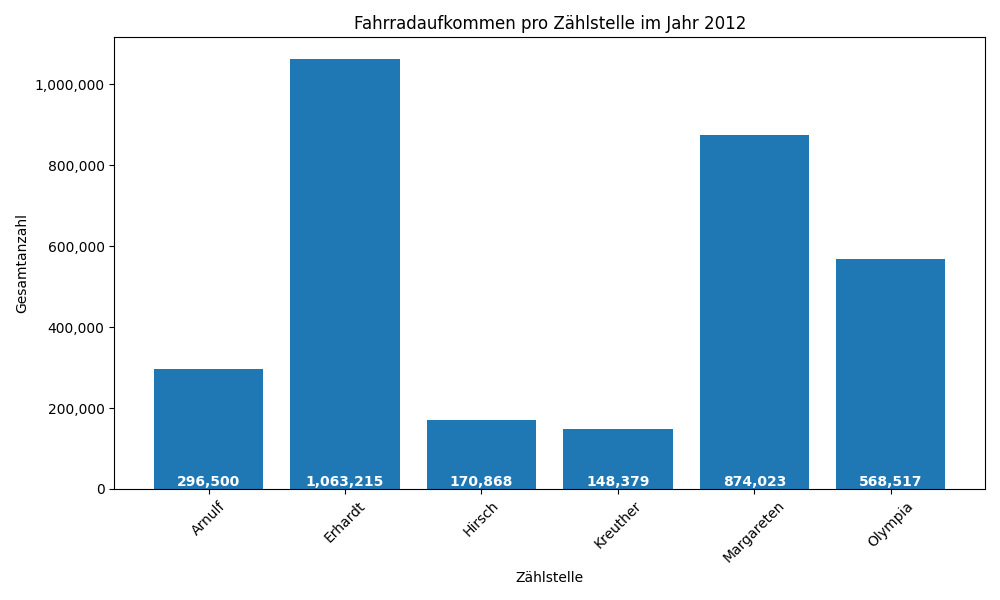 Fahrradaufkommen pro Zählstelle im Jahr 2012
Gesamtanzahl
1,000,000
800,000
600,000
400,000
200,000
0
296,500
1,063,215
170,868
148,379
874,023
568,517
Arnulf
Erhardt
Hirsch
Kreuther
Margareten
Olympia
Zählstelle